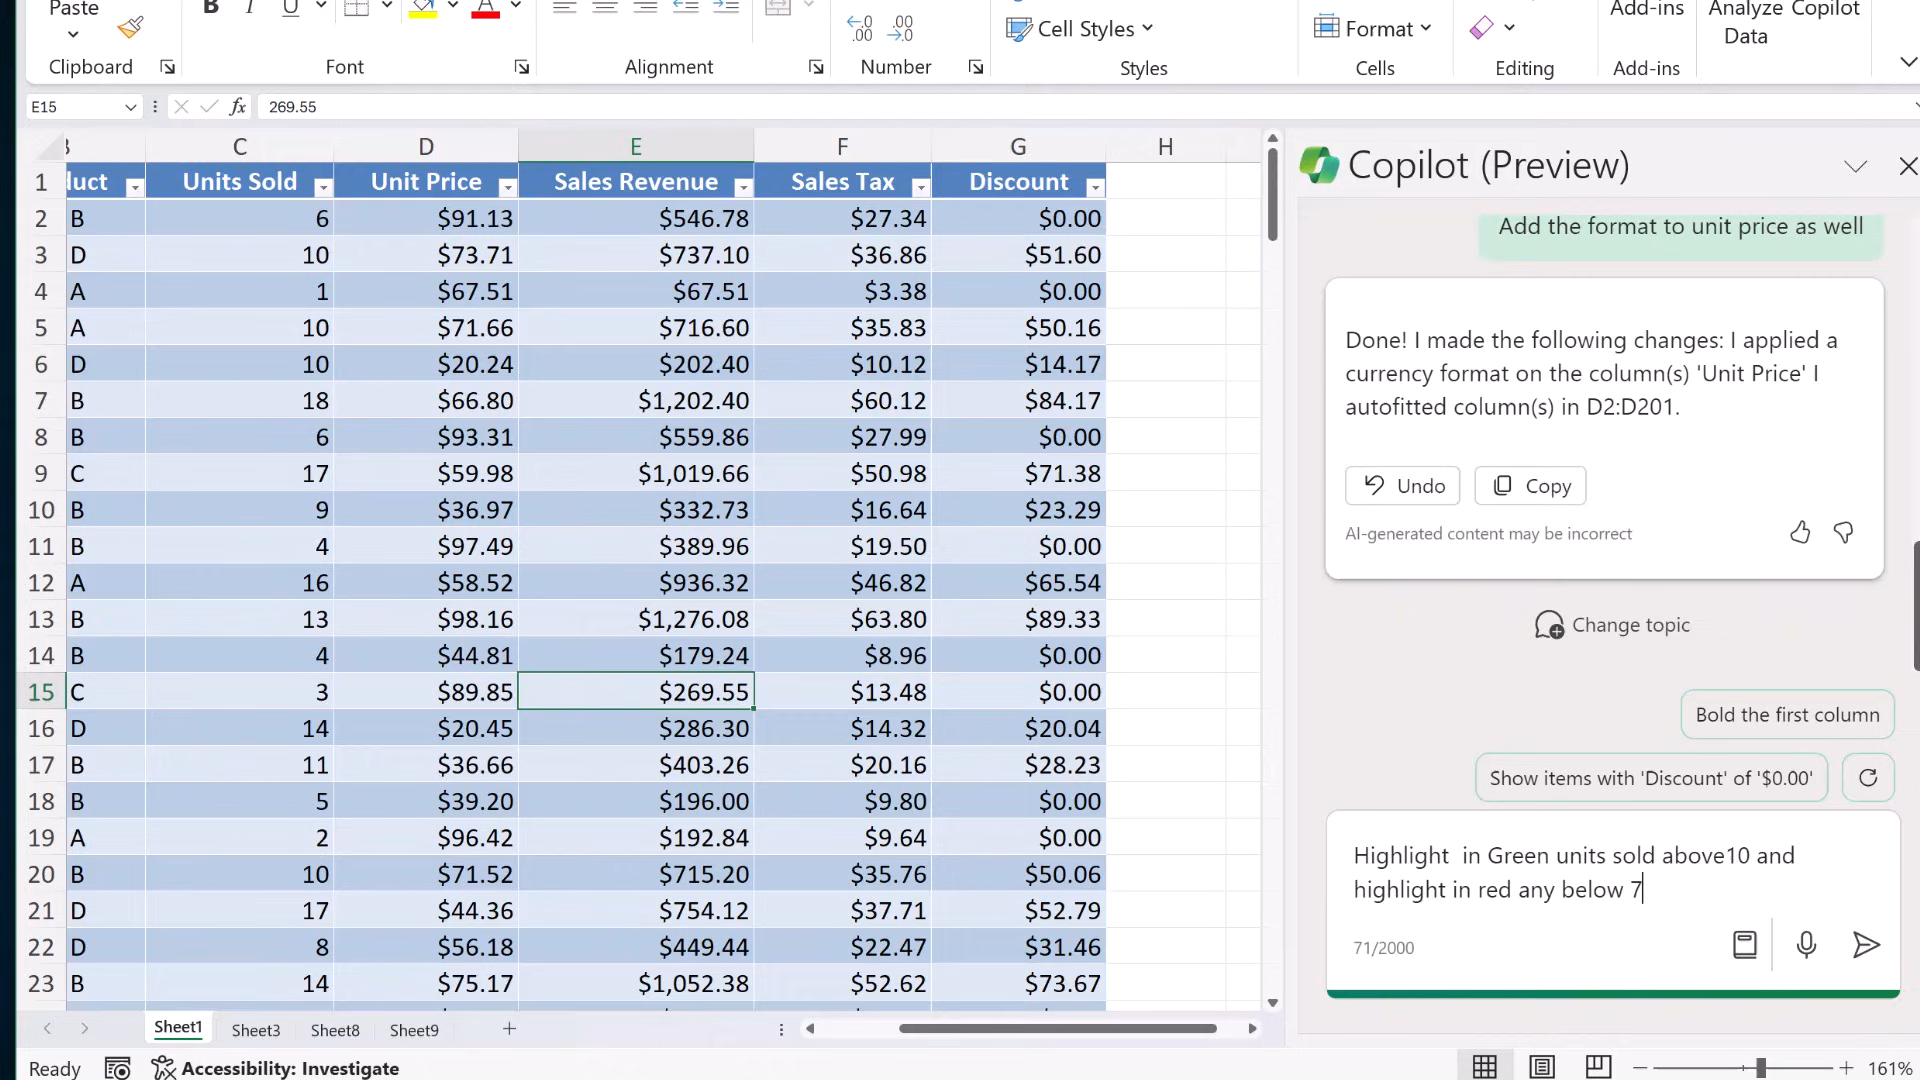 Paste
B I U A
.00 .00
Cell Styles
Format
Add-ins
Analyze Copilot
Data
Clipboard
Font
Alignment
Number
Styles
Cells
Editing
Add-ins
E15
fx
269.55
C D E F G H
1 duct Units Sold Unit Price Sales Revenue Sales Tax Discount
2 B 6 $91.13 $546.78 $27.34 $0.00
3 D 10 $73.71 $737.10 $36.86 $51.60
4 A 1 $67.51 $67.51 $3.38 $0.00
5 A 10 $71.66 $716.60 $35.83 $50.16
6 D 10 $20.24 $202.40 $10.12 $14.17
7 B 18 $66.80 $1,202.40 $60.12 $84.17
8 B 6 $93.31 $559.86 $27.99 $0.00
9 C 17 $59.98 $1,019.66 $50.98 $71.38
10 B 9 $36.97 $332.73 $16.64 $23.29
11 B 4 $97.49 $389.96 $19.50 $0.00
12 A 16 $58.52 $936.32 $46.82 $65.54
13 B 13 $98.16 $1,276.08 $63.80 $89.33
14 B 4 $44.81 $179.24 $8.96 $0.00
15 C 3 $89.85 $269.55 $13.48 $0.00
16 D 14 $20.45 $286.30 $14.32 $20.04
17 B 11 $36.66 $403.26 $20.16 $28.23
18 B 5 $39.20 $196.00 $9.80 $0.00
19 A 2 $96.42 $192.84 $9.64 $0.00
20 B 10 $71.52 $715.20 $35.76 $50.06
21 D 17 $44.36 $754.12 $37.71 $52.79
22 D 8 $56.18 $449.44 $22.47 $31.46
23 B 14 $75.17 $1,052.38 $52.62 $73.67
Sheet1 Sheet3 Sheet8 Sheet9
Ready
Accessibility: Investigate
161%
Copilot (Preview)
Add the format to unit price as well
Done! I made the following changes: I applied a
currency format on the column(s) 'Unit Price' I
autofitted column(s) in D2:D201.
Undo
Copy
AI-generated content may be incorrect
Change topic
Bold the first column
Show items with 'Discount' of '$0.00'
Highlight  in Green units sold above10 and
highlight in red any below 7
71/2000